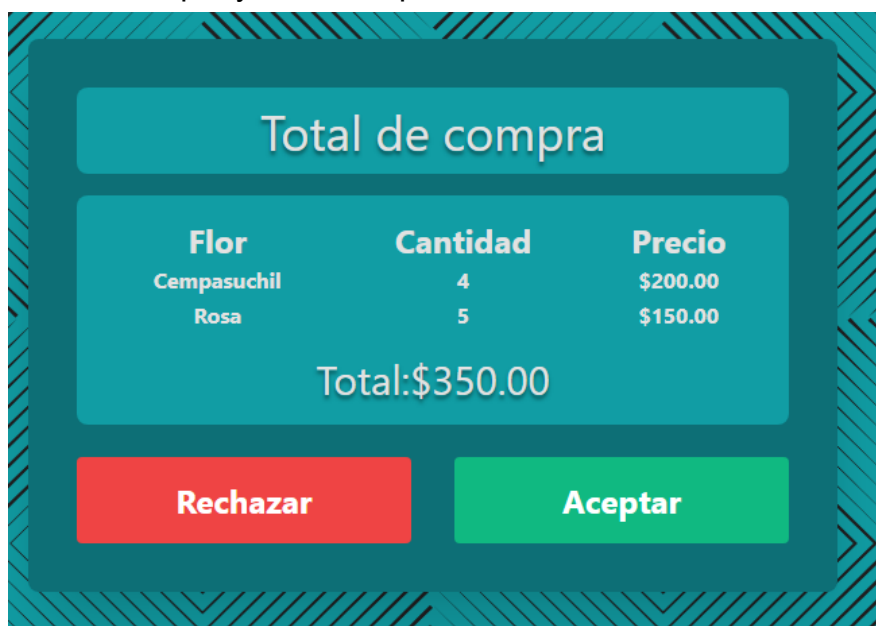 Total de compra
Flor Cantidad Precio
Cempasuchil 4 $200.00
Rosa 5 $150.00
Total:$350.00
Rechazar Aceptar